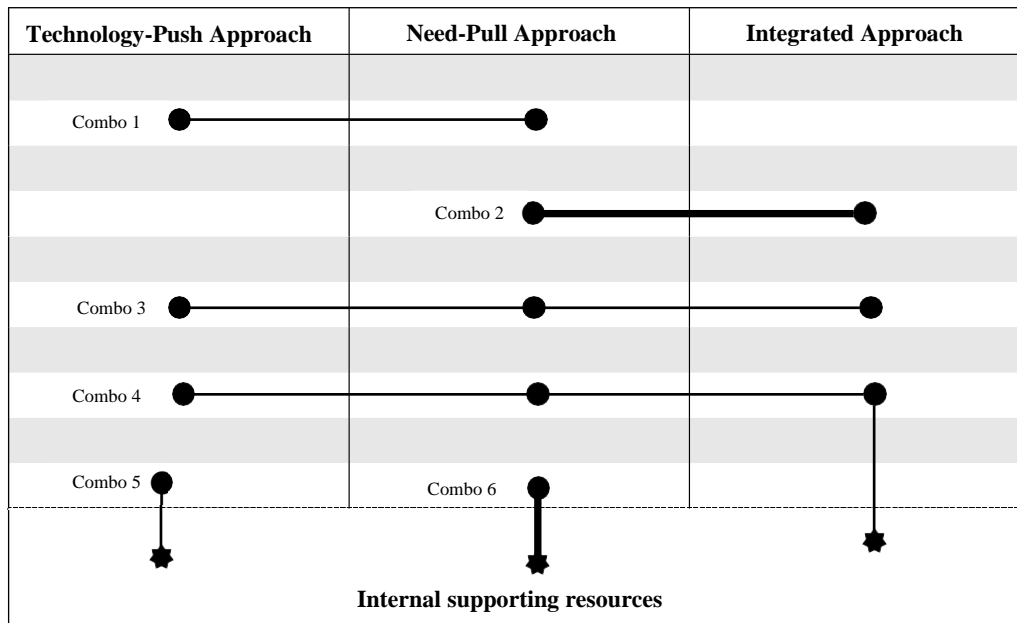 Technology-Push Approach
Need-Pull Approach
Integrated Approach
Combo 1
Combo 2
Combo 3
Combo 4
Combo 5
Combo 6
Internal supporting resources